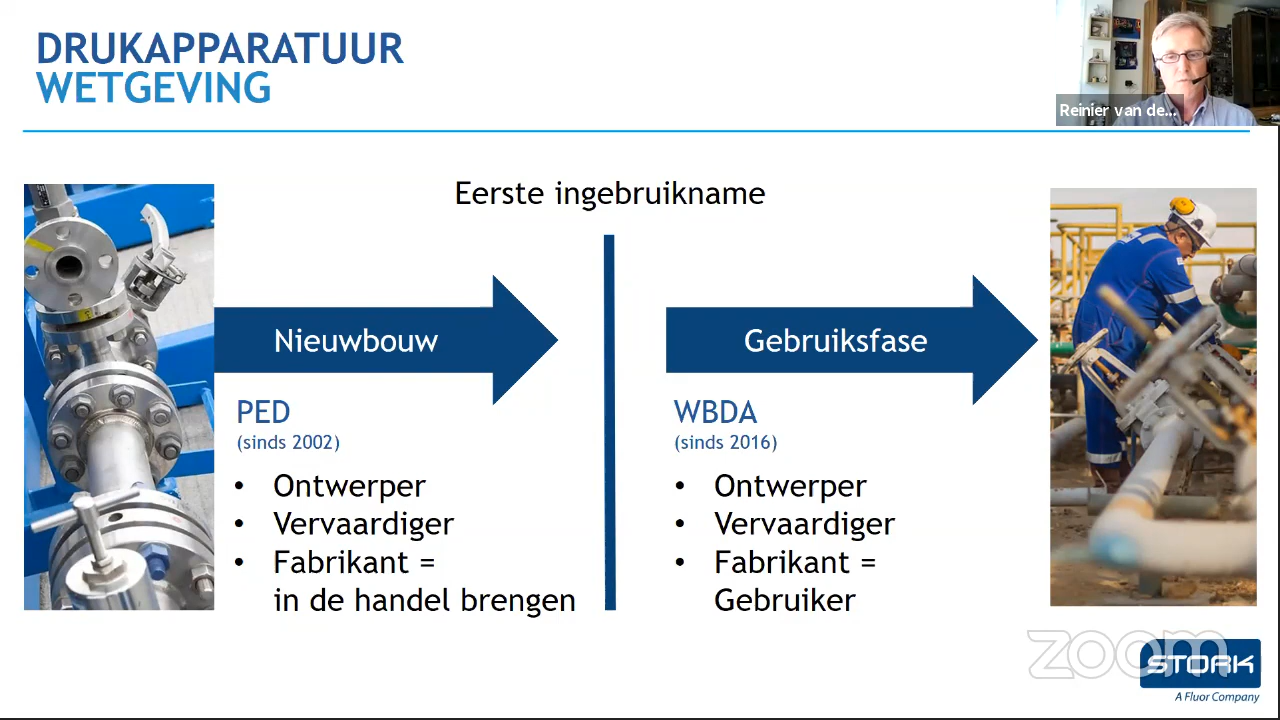 DRUKAPPARATUUR
WETGEVING
Reinier van de...
Eerste ingebruikname
Nieuwbouw
Gebruiksfase
PED
(sinds 2002)
• Ontwerper
• Vervaardiger
• Fabrikant =
in de handel brengen
WBDA
(sinds 2016)
• Ontwerper
• Vervaardiger
• Fabrikant =
Gebruiker
zoom
STORK
A Fluor Company